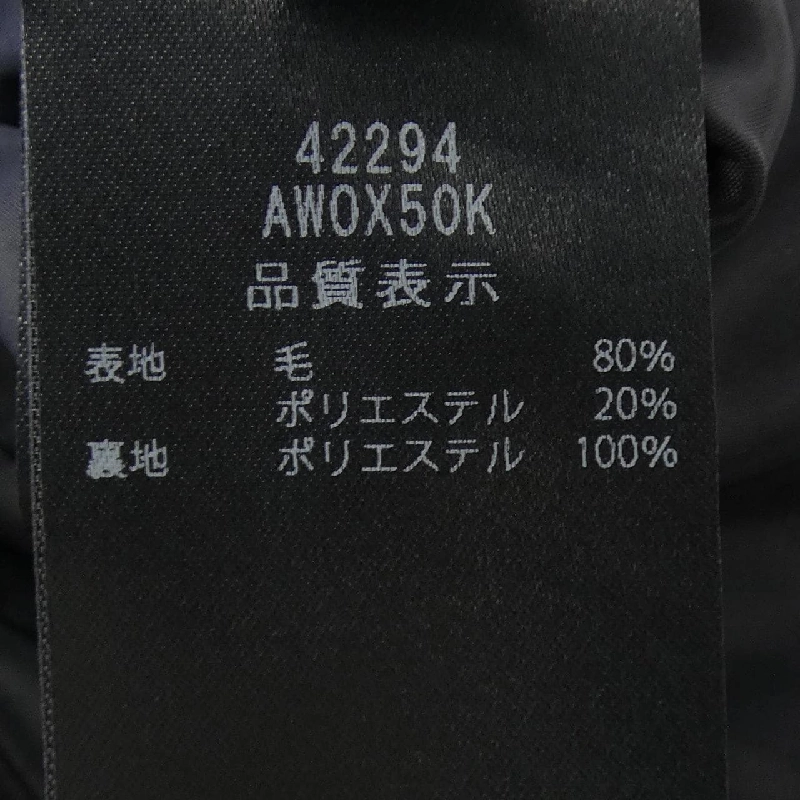 42294
AW0X50K
品質表示
表地 毛 80%
ポリエステル 20%
裏地 ポリエステル 100%